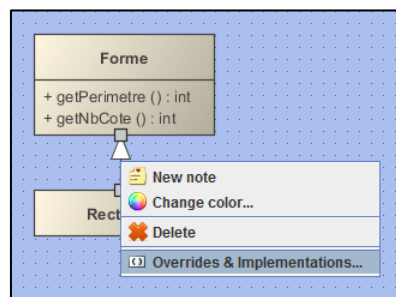 Forme
+ getPerimetre () : int
+ getNbCote () : int
New note
Rect
Change color...
Delete
Overrides & Implementations...